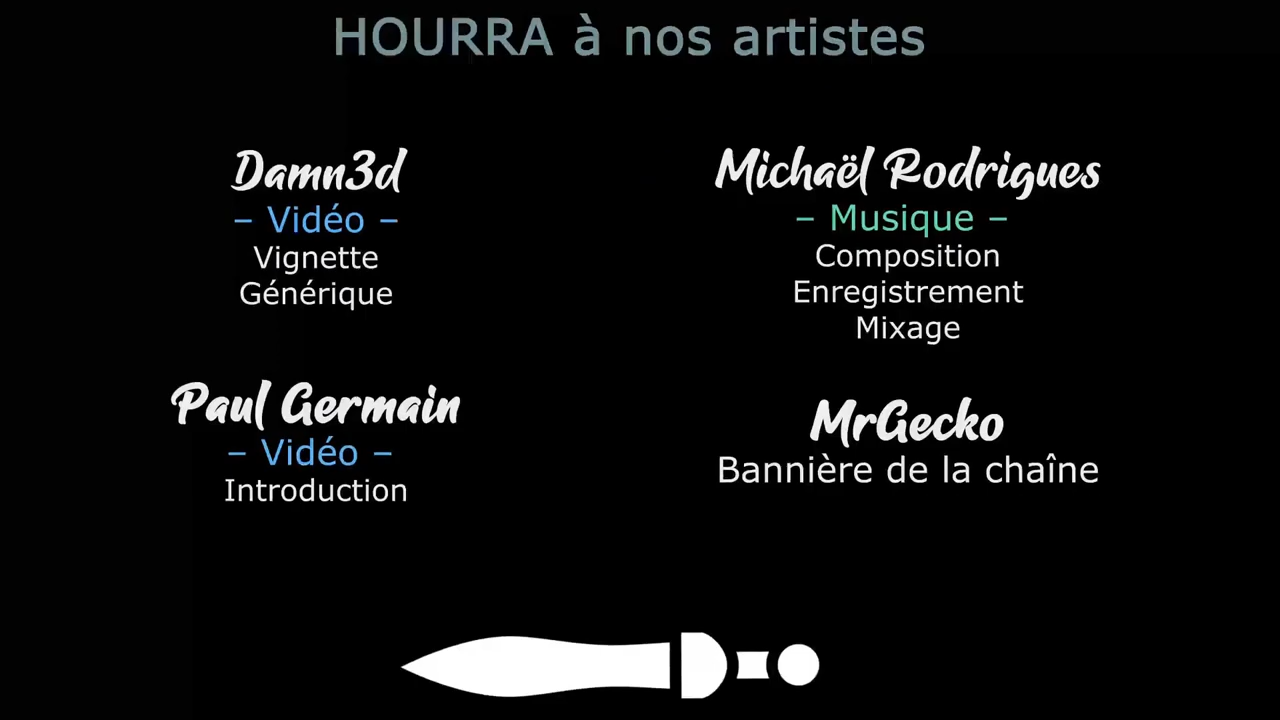 HOURRA à nos artistes
Damn3d
– Vidéo –
Vignette
Générique
Michaël Rodrigues
– Musique –
Composition
Enregistrement
Mixage
Paul Germain
– Vidéo –
Introduction
MrGecko
Bannière de la chaîne